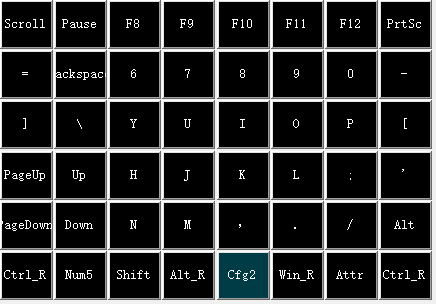 Scroll Pause F8 F9 F10 F11 F12 PrtSc
= ackspac 6 7 8 9 0 -
] \ Y U I O P [
PageUp Up H J K L ; '
PageDown Down N M , . / Alt
Ctrl_R Num5 Shift Alt_R Cfg2 Win_R Attr Ctrl_R